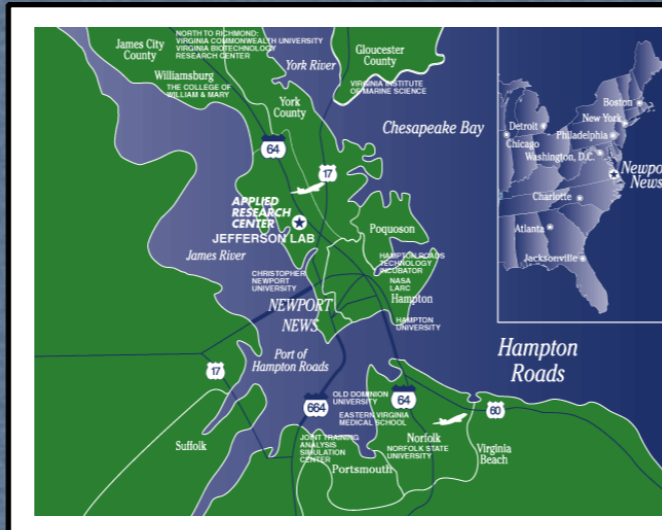 NORTH TO RICHMOND:
VIRGINIA COMMONWEALTH UNIVERSITY
VIRGINIA BIOTECHNOLOGY
RESEARCH CENTER
James City
County
Gloucester
County
York River
Williamsburg
THE COLLEGE OF
WILLIAM & MARY
VIRGINIA INSTITUTE
OF MARINE SCIENCE
York
County
Chesapeake Bay
64
17
APPLIED
RESEARCH
CENTER
JEFFERSON LAB
Poquoson
James River
HAMPTON ROADS
TECHNOLOGY
INCUBATOR
CHRISTOPHER
NEWPORT
UNIVERSITY
NASA
LARC
Hampton
NEWPORT
NEWS
HAMPTON
UNIVERSITY
Port of
Hampton Roads
Hampton
Roads
17
664
OLD DOMINION
UNIVERSITY
64
60
EASTERN VIRGINIA
MEDICAL SCHOOL
Suffolk
JOINT TRAINING
ANALYSIS
SIMULATION
CENTER
Norfolk
NORFOLK STATE
UNIVERSITY
Virginia
Beach
Portsmouth
Boston
New York
Detroit
Philadelphia
Chicago
Washington, D.C.
Newpo
News
Charlotte
Atlanta
Jacksonville